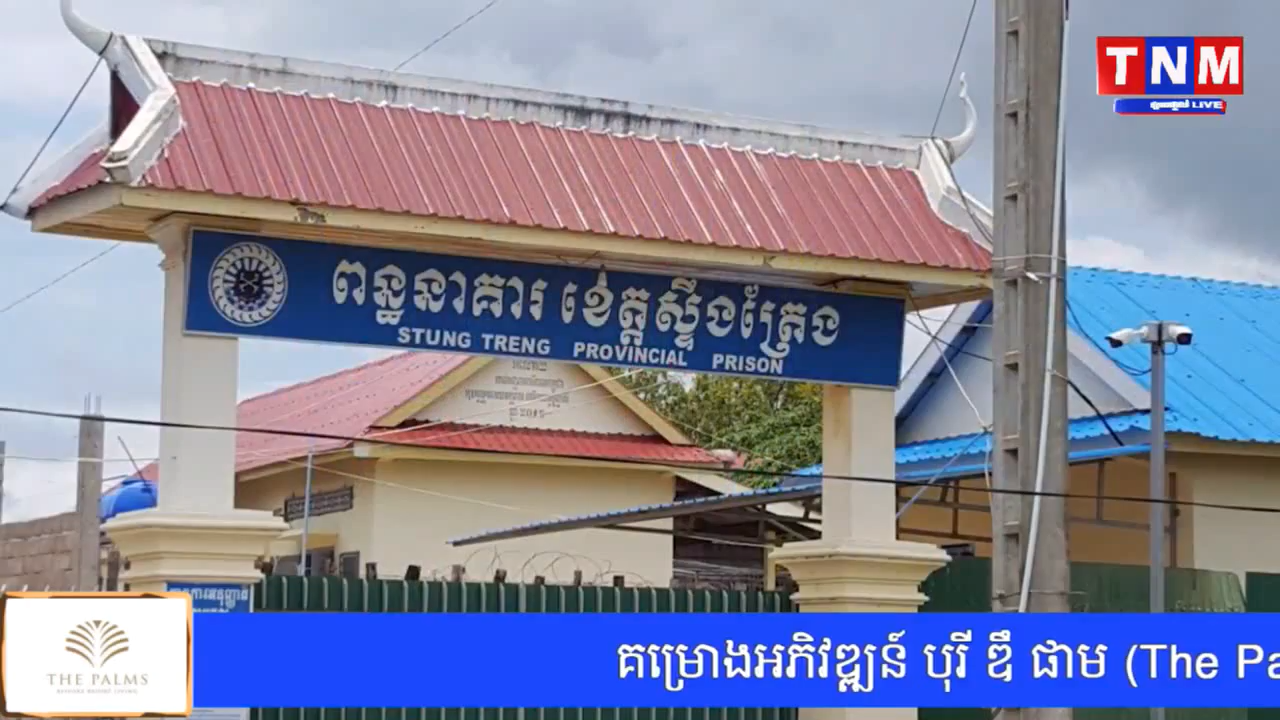 TNM
LIVE
ពន្ធនាគារ ខេត្តស្ទឹងត្រែង
STUNG TRENG PROVINCIAL PRISON
THE PALMS
គម្រោងអភិវឌ្ឍន៍ បុរី ឌឹ ផាម (The Pa